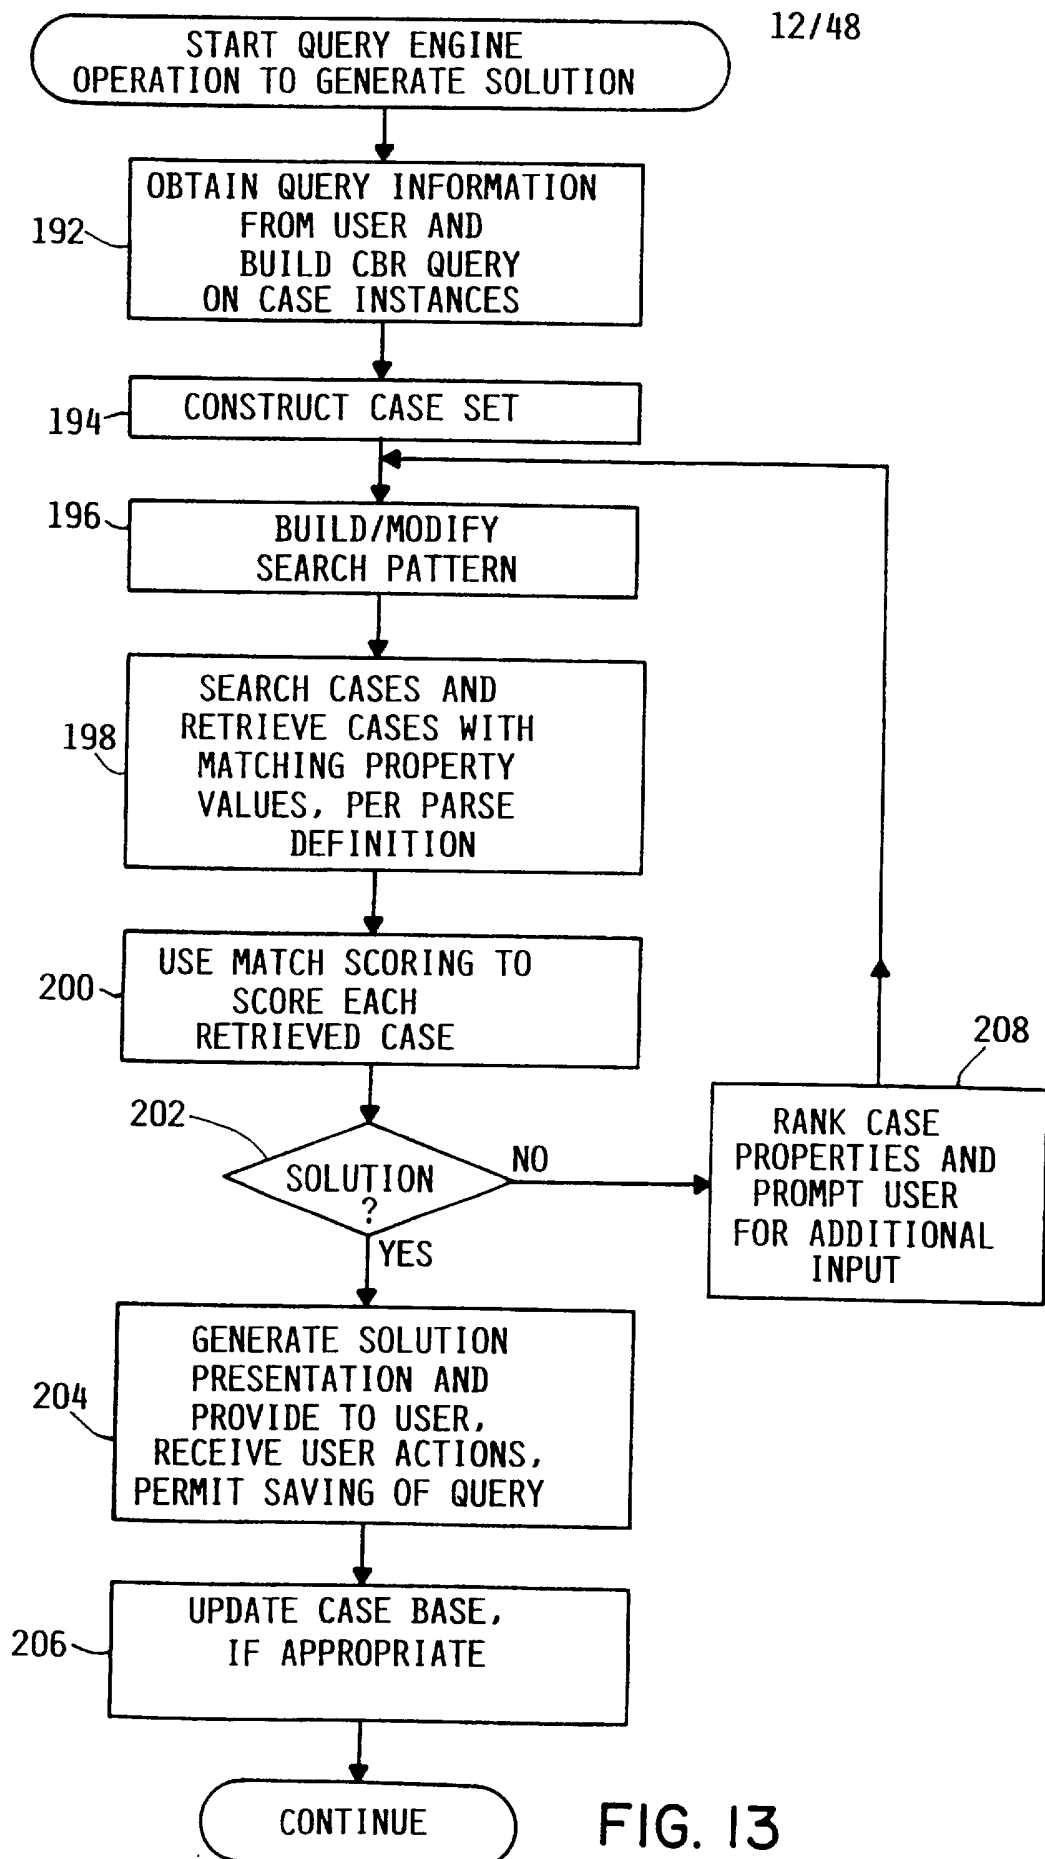 12/48
START QUERY ENGINE
OPERATION TO GENERATE SOLUTION
192
OBTAIN QUERY INFORMATION
FROM USER AND
BUILD CBR QUERY
ON CASE INSTANCES
194
CONSTRUCT CASE SET
196
BUILD/MODIFY
SEARCH PATTERN
198
SEARCH CASES AND
RETRIEVE CASES WITH
MATCHING PROPERTY
VALUES, PER PARSE
DEFINITION
200
USE MATCH SCORING TO
SCORE EACH
RETRIEVED CASE
202
SOLUTION
?
NO
YES
208
RANK CASE
PROPERTIES AND
PROMPT USER
FOR ADDITIONAL
INPUT
204
GENERATE SOLUTION
PRESENTATION AND
PROVIDE TO USER,
RECEIVE USER ACTIONS,
PERMIT SAVING OF QUERY
206
UPDATE CASE BASE,
IF APPROPRIATE
CONTINUE
FIG. 13